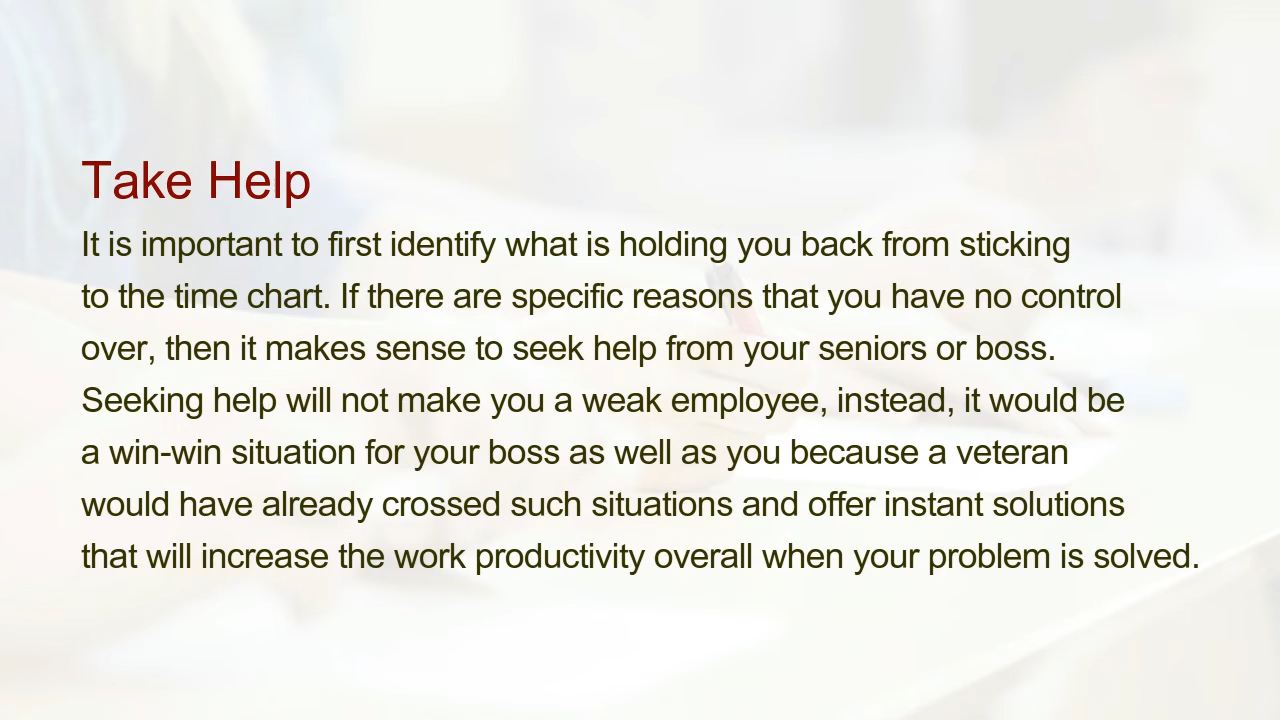 Take Help
It is important to first identify what is holding you back from sticking
to the time chart. If there are specific reasons that you have no control
over, then it makes sense to seek help from your seniors or boss.
Seeking help will not make you a weak employee, instead, it would be
a win-win situation for your boss as well as you because a veteran
would have already crossed such situations and offer instant solutions
that will increase the work productivity overall when your problem is solved.